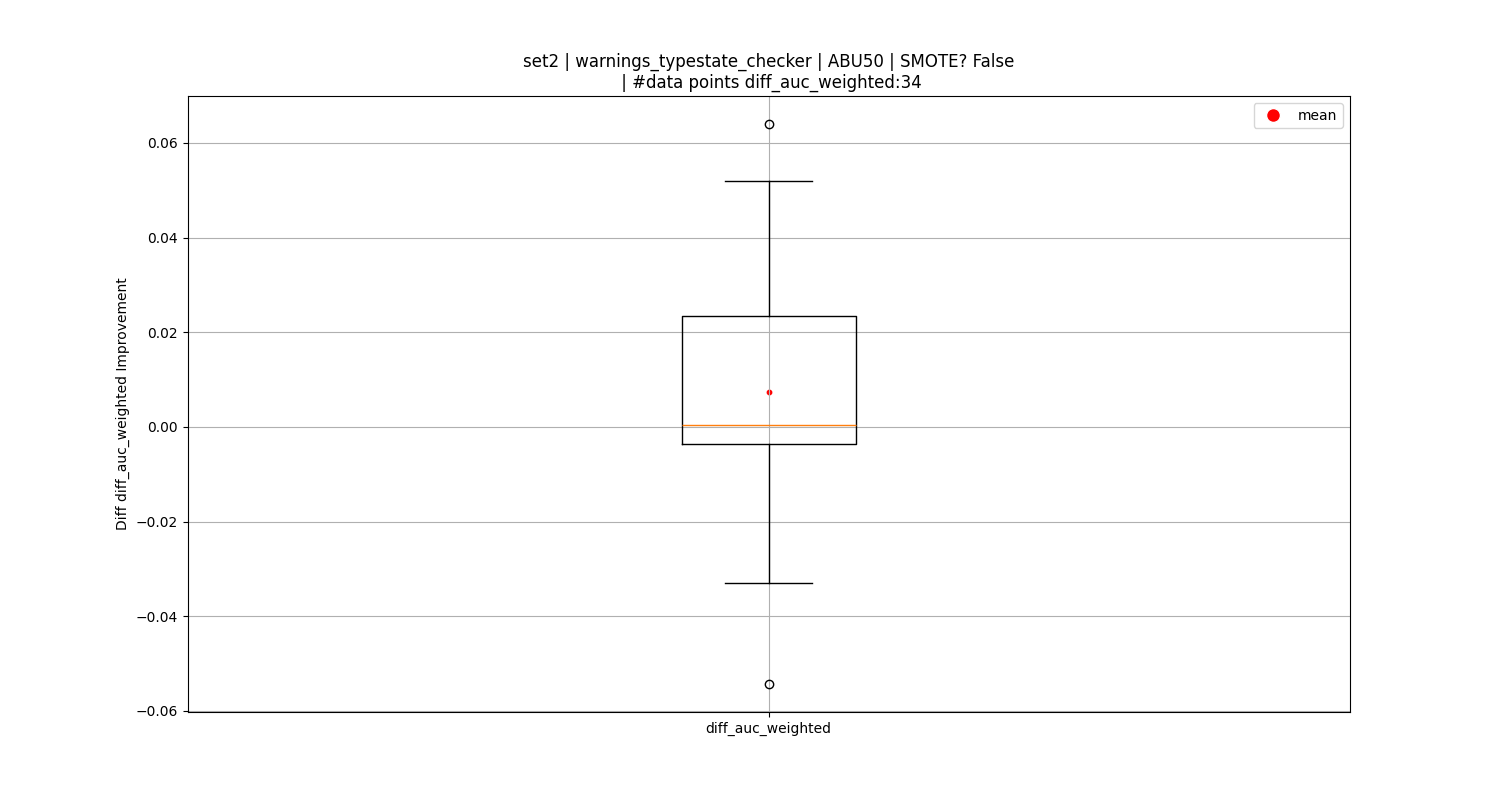 set2 | warnings_typestate_checker | ABU50 | SMOTE? False
| #data points diff_auc_weighted:34
mean
0.06
0.04
0.02
0.00
−0.02
−0.04
−0.06
Diff diff_auc_weighted Improvement
diff_auc_weighted